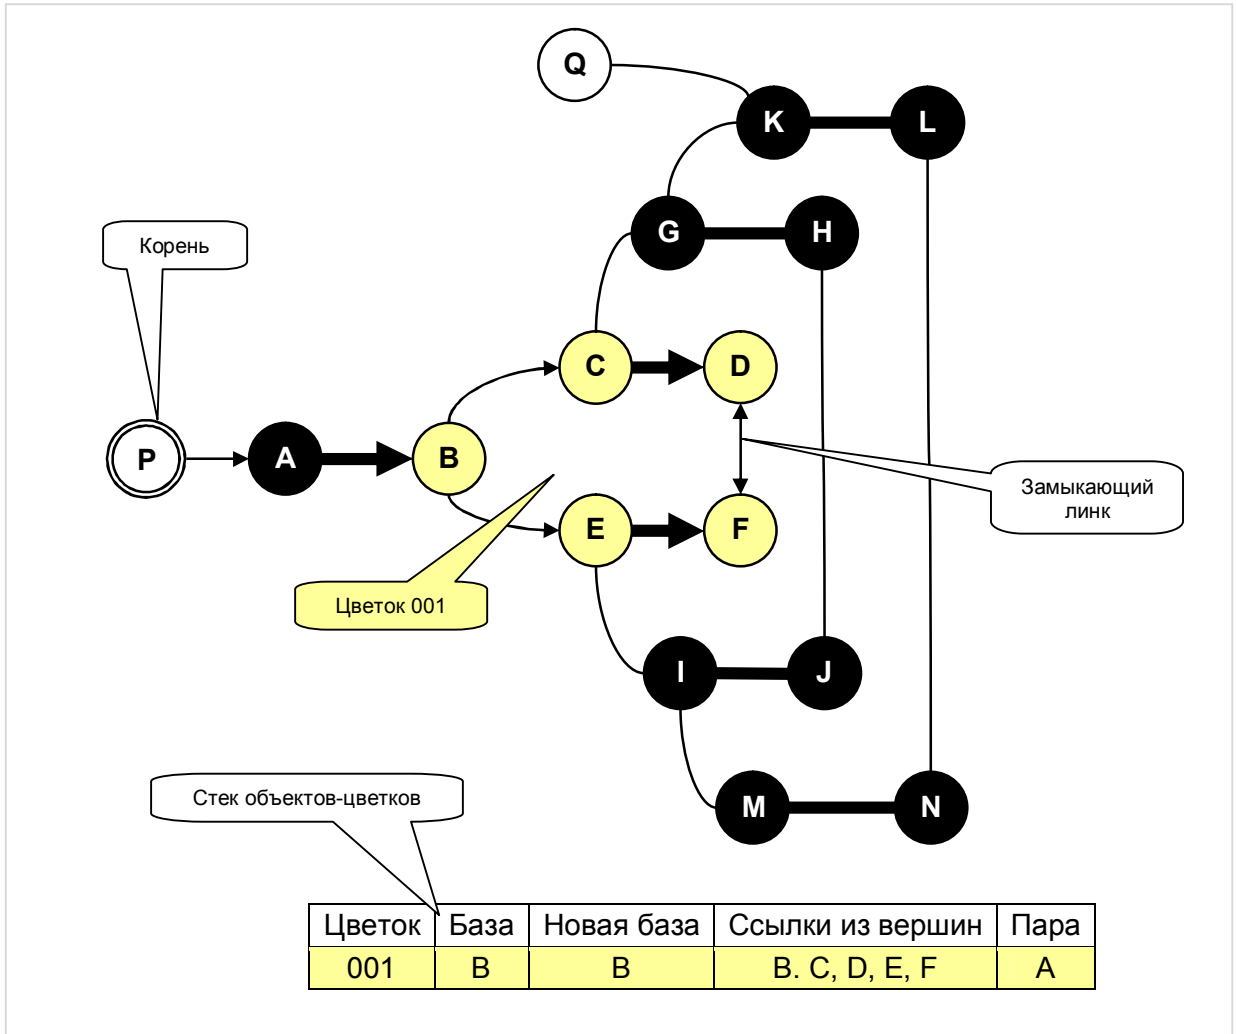 Q
K L
G H
Корень
C D
P A B
Замыкающий
линк
E F
Цветок 001
I J
Стек объектов-цветков
M N
Цветок База Новая база Ссылки из вершин Пара
001 B B B. C, D, E, F A